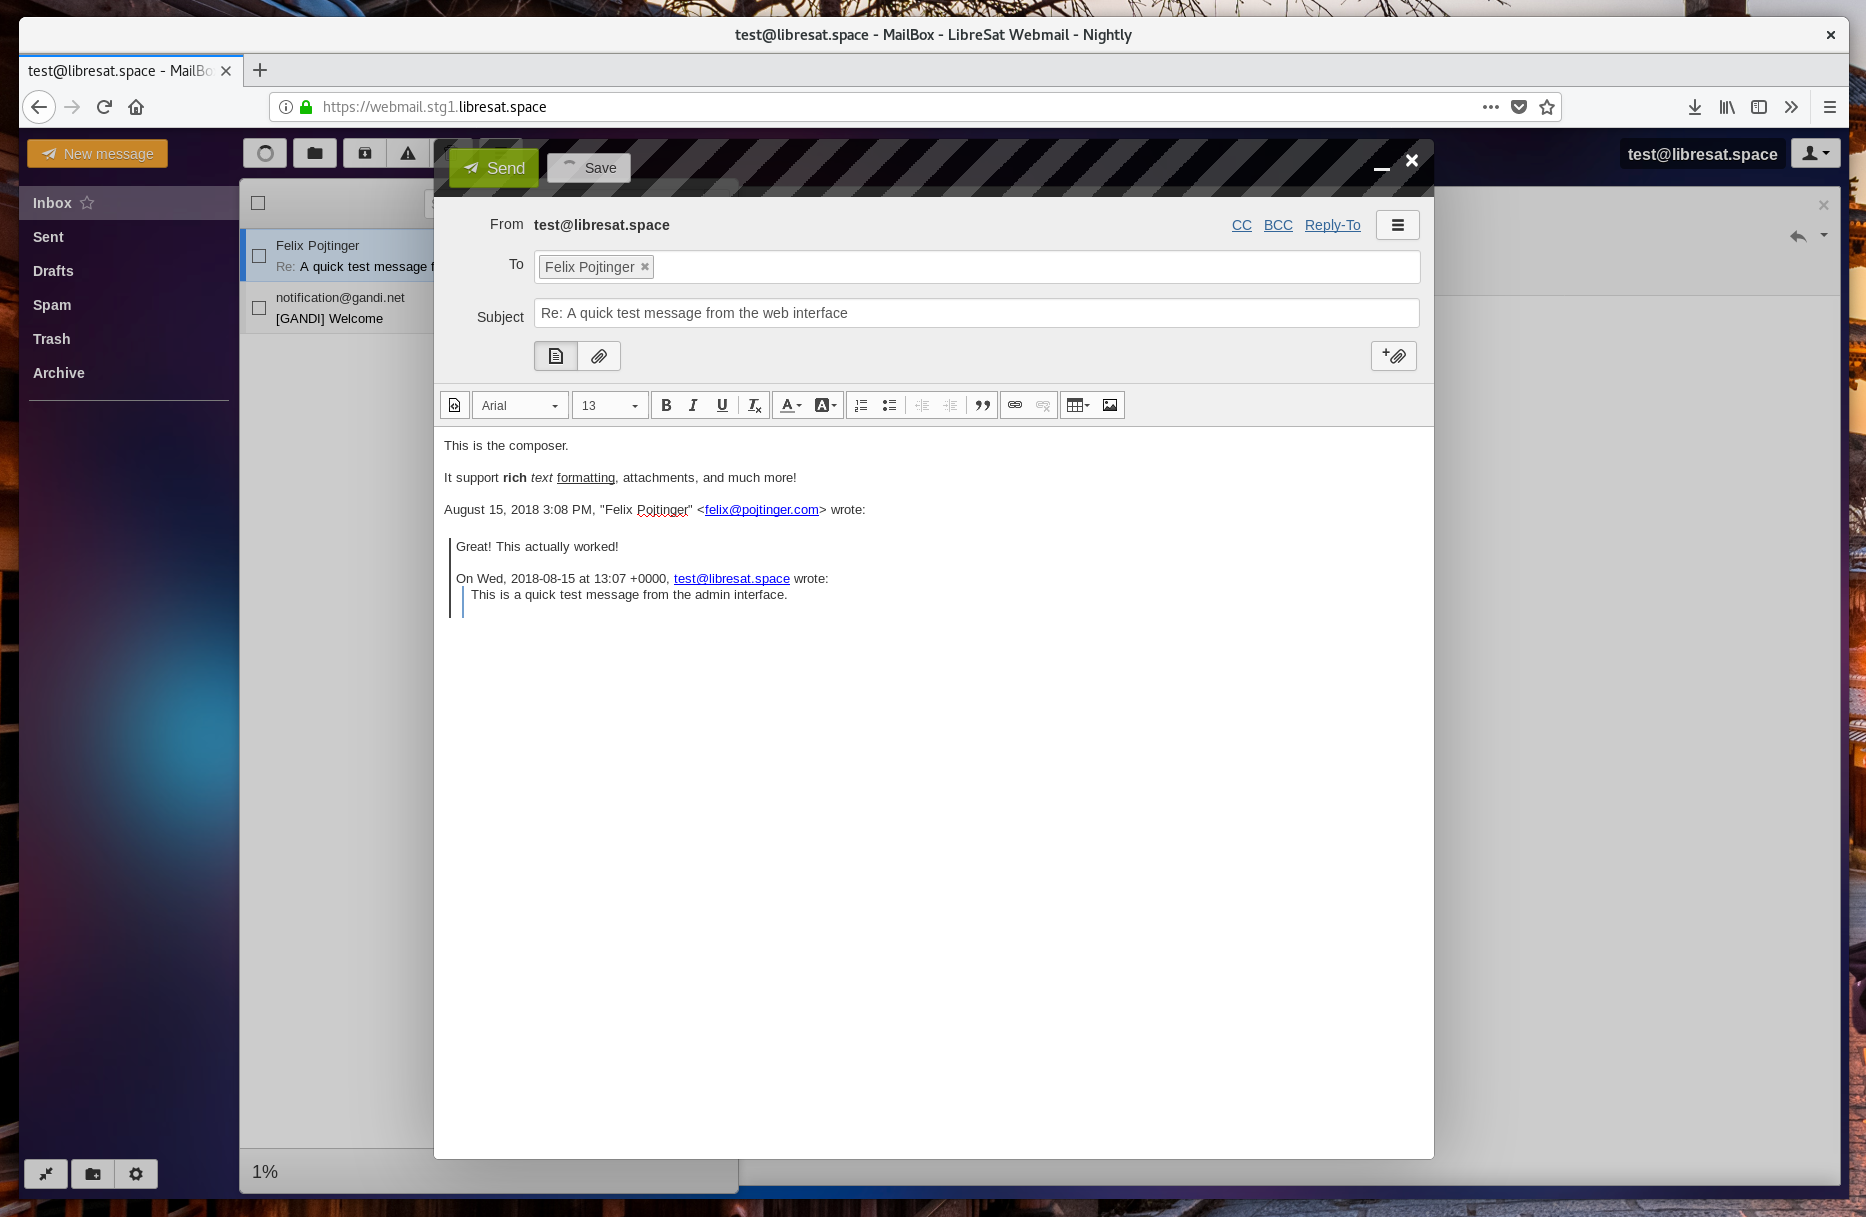 test@libresat.space - MailBox - LibreSat Webmail - Nightly
test@libresat.space - MailBo
https://webmail.stg1.libresat.space
New message
Send
Save
test@libresat.space
Inbox
Sent
Drafts
Spam
Trash
Archive
Felix Pojtinger
Re: A quick test message f
notification@gandi.net
[GANDI] Welcome
From test@libresat.space CC BCC Reply-To
To Felix Pojtinger
Subject Re: A quick test message from the web interface
Arial 13
This is the composer.
It support rich text formatting, attachments, and much more!
August 15, 2018 3:08 PM, "Felix Pojtinger" <felix@pojtinger.com> wrote:
Great! This actually worked!
On Wed, 2018-08-15 at 13:07 +0000, test@libresat.space wrote:
This is a quick test message from the admin interface.
1%